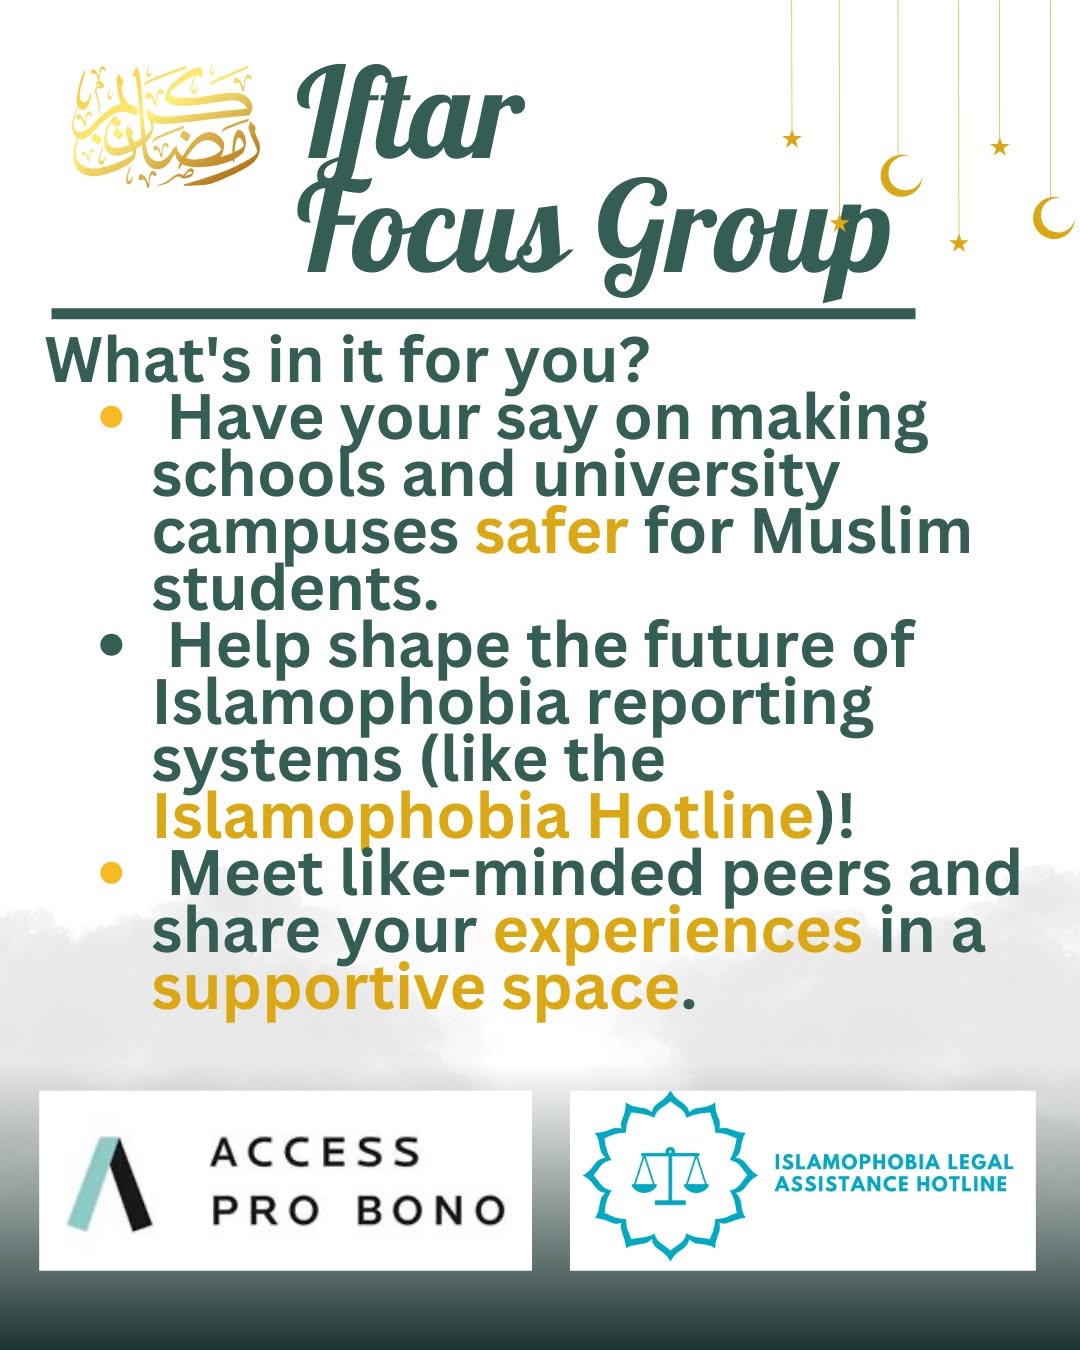 رمضان كريم
Iftar
Focus Group
What's in it for you?
• Have your say on making
schools and university
campuses safer for Muslim
students.
• Help shape the future of
Islamophobia reporting
systems (like the
Islamophobia Hotline)!
• Meet like-minded peers and
share your experiences in a
supportive space.
ACCESS
PRO BONO
ISLAMOPHOBIA LEGAL
ASSISTANCE HOTLINE